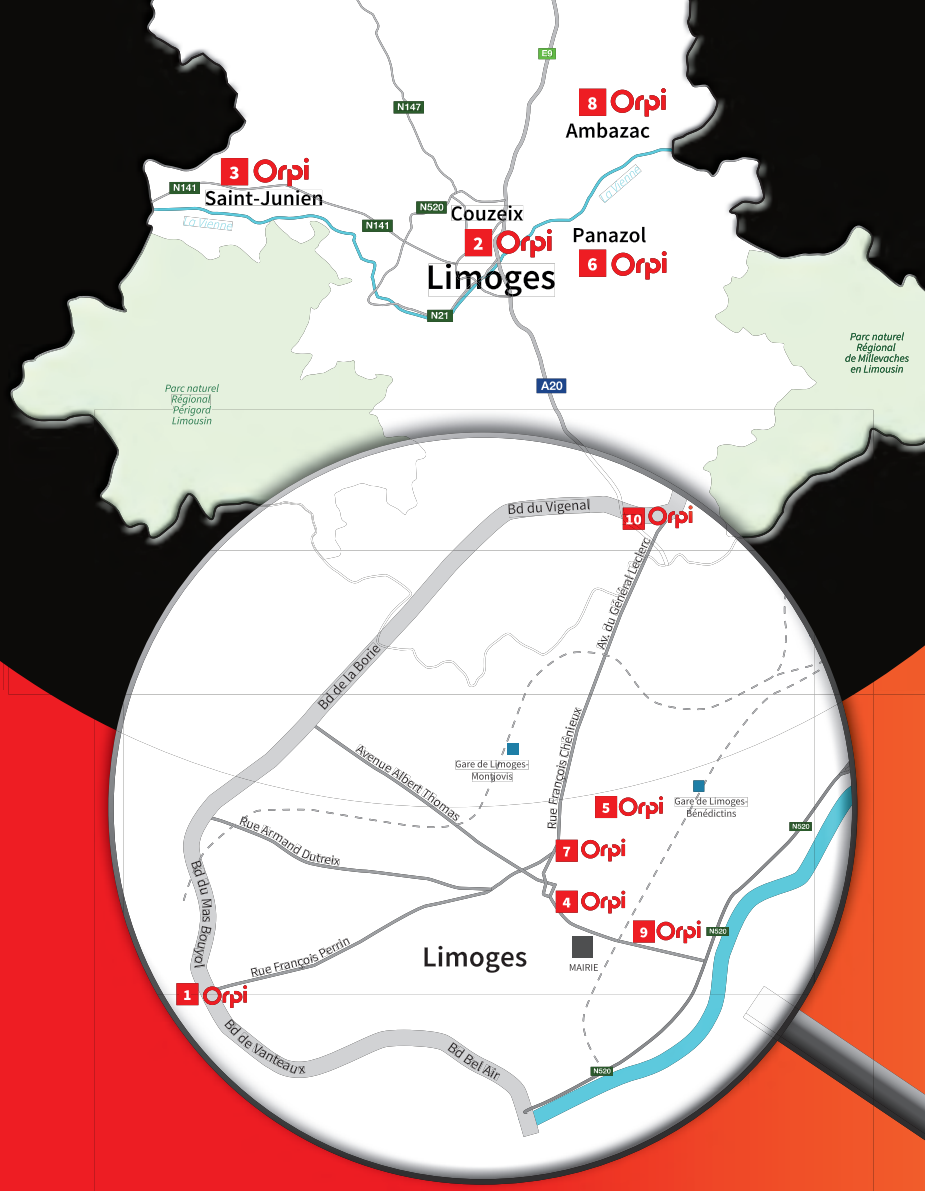 E9
N147
8 Orpi
Ambazac
3 Orpi
N141
Saint-Junien
La Vienne
La Vienne
N520
Couzeix
N141
2 Orpi
Panazol
6 Orpi
Limoges
N21
A20
Parc naturel
Régional
de Millevaches
en Limousin
Parc naturel
Régional
Périgord
Limousin
Bd du Vigenal
10 Orpi
Av. du Général Leclerc
Bd de la Borie
Rue François Chénieux
Avenue Albert Thomas
Gare de Limoges-
Montjovis
Gare de Limoges-
Bénédictins
5 Orpi
N520
Rue Armand Dutreix
7 Orpi
Bd du Mas Bouyol
4 Orpi
9 Orpi
N520
Rue François Perrin
Limoges
MAIRIE
1 Orpi
Bd de Vanteaux
Bd Bel Air
N520